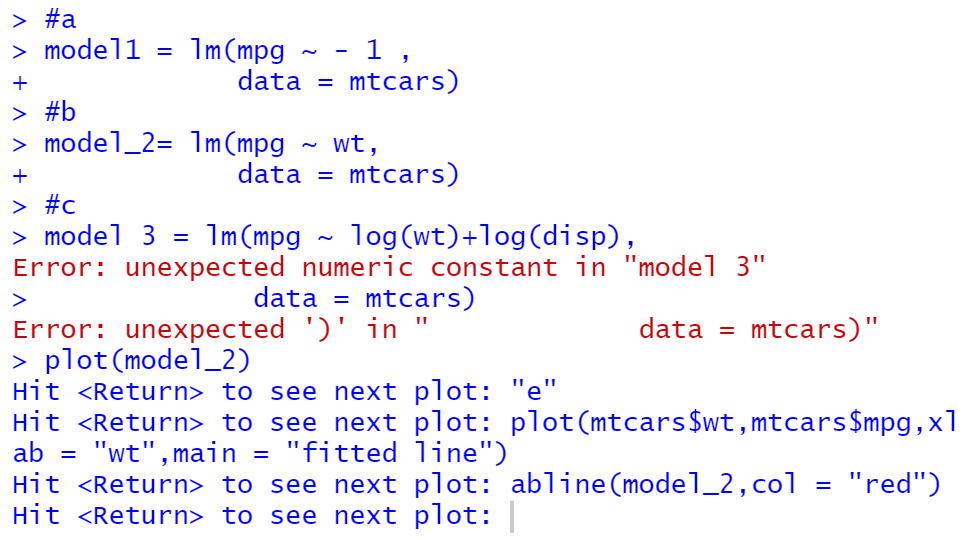 > #a
> model1 = lm(mpg ~ - 1 ,
+             data = mtcars)
> #b
> model_2= lm(mpg ~ wt,
+             data = mtcars)
> #c
> model 3 = lm(mpg ~ log(wt)+log(disp),
Error: unexpected numeric constant in "model 3"
>              data = mtcars)
Error: unexpected ')' in "             data = mtcars)"
> plot(model_2)
Hit <Return> to see next plot: "e"
Hit <Return> to see next plot: plot(mtcars$wt,mtcars$mpg,xl
ab = "wt",main = "fitted line")
Hit <Return> to see next plot: abline(model_2,col = "red")
Hit <Return> to see next plot: